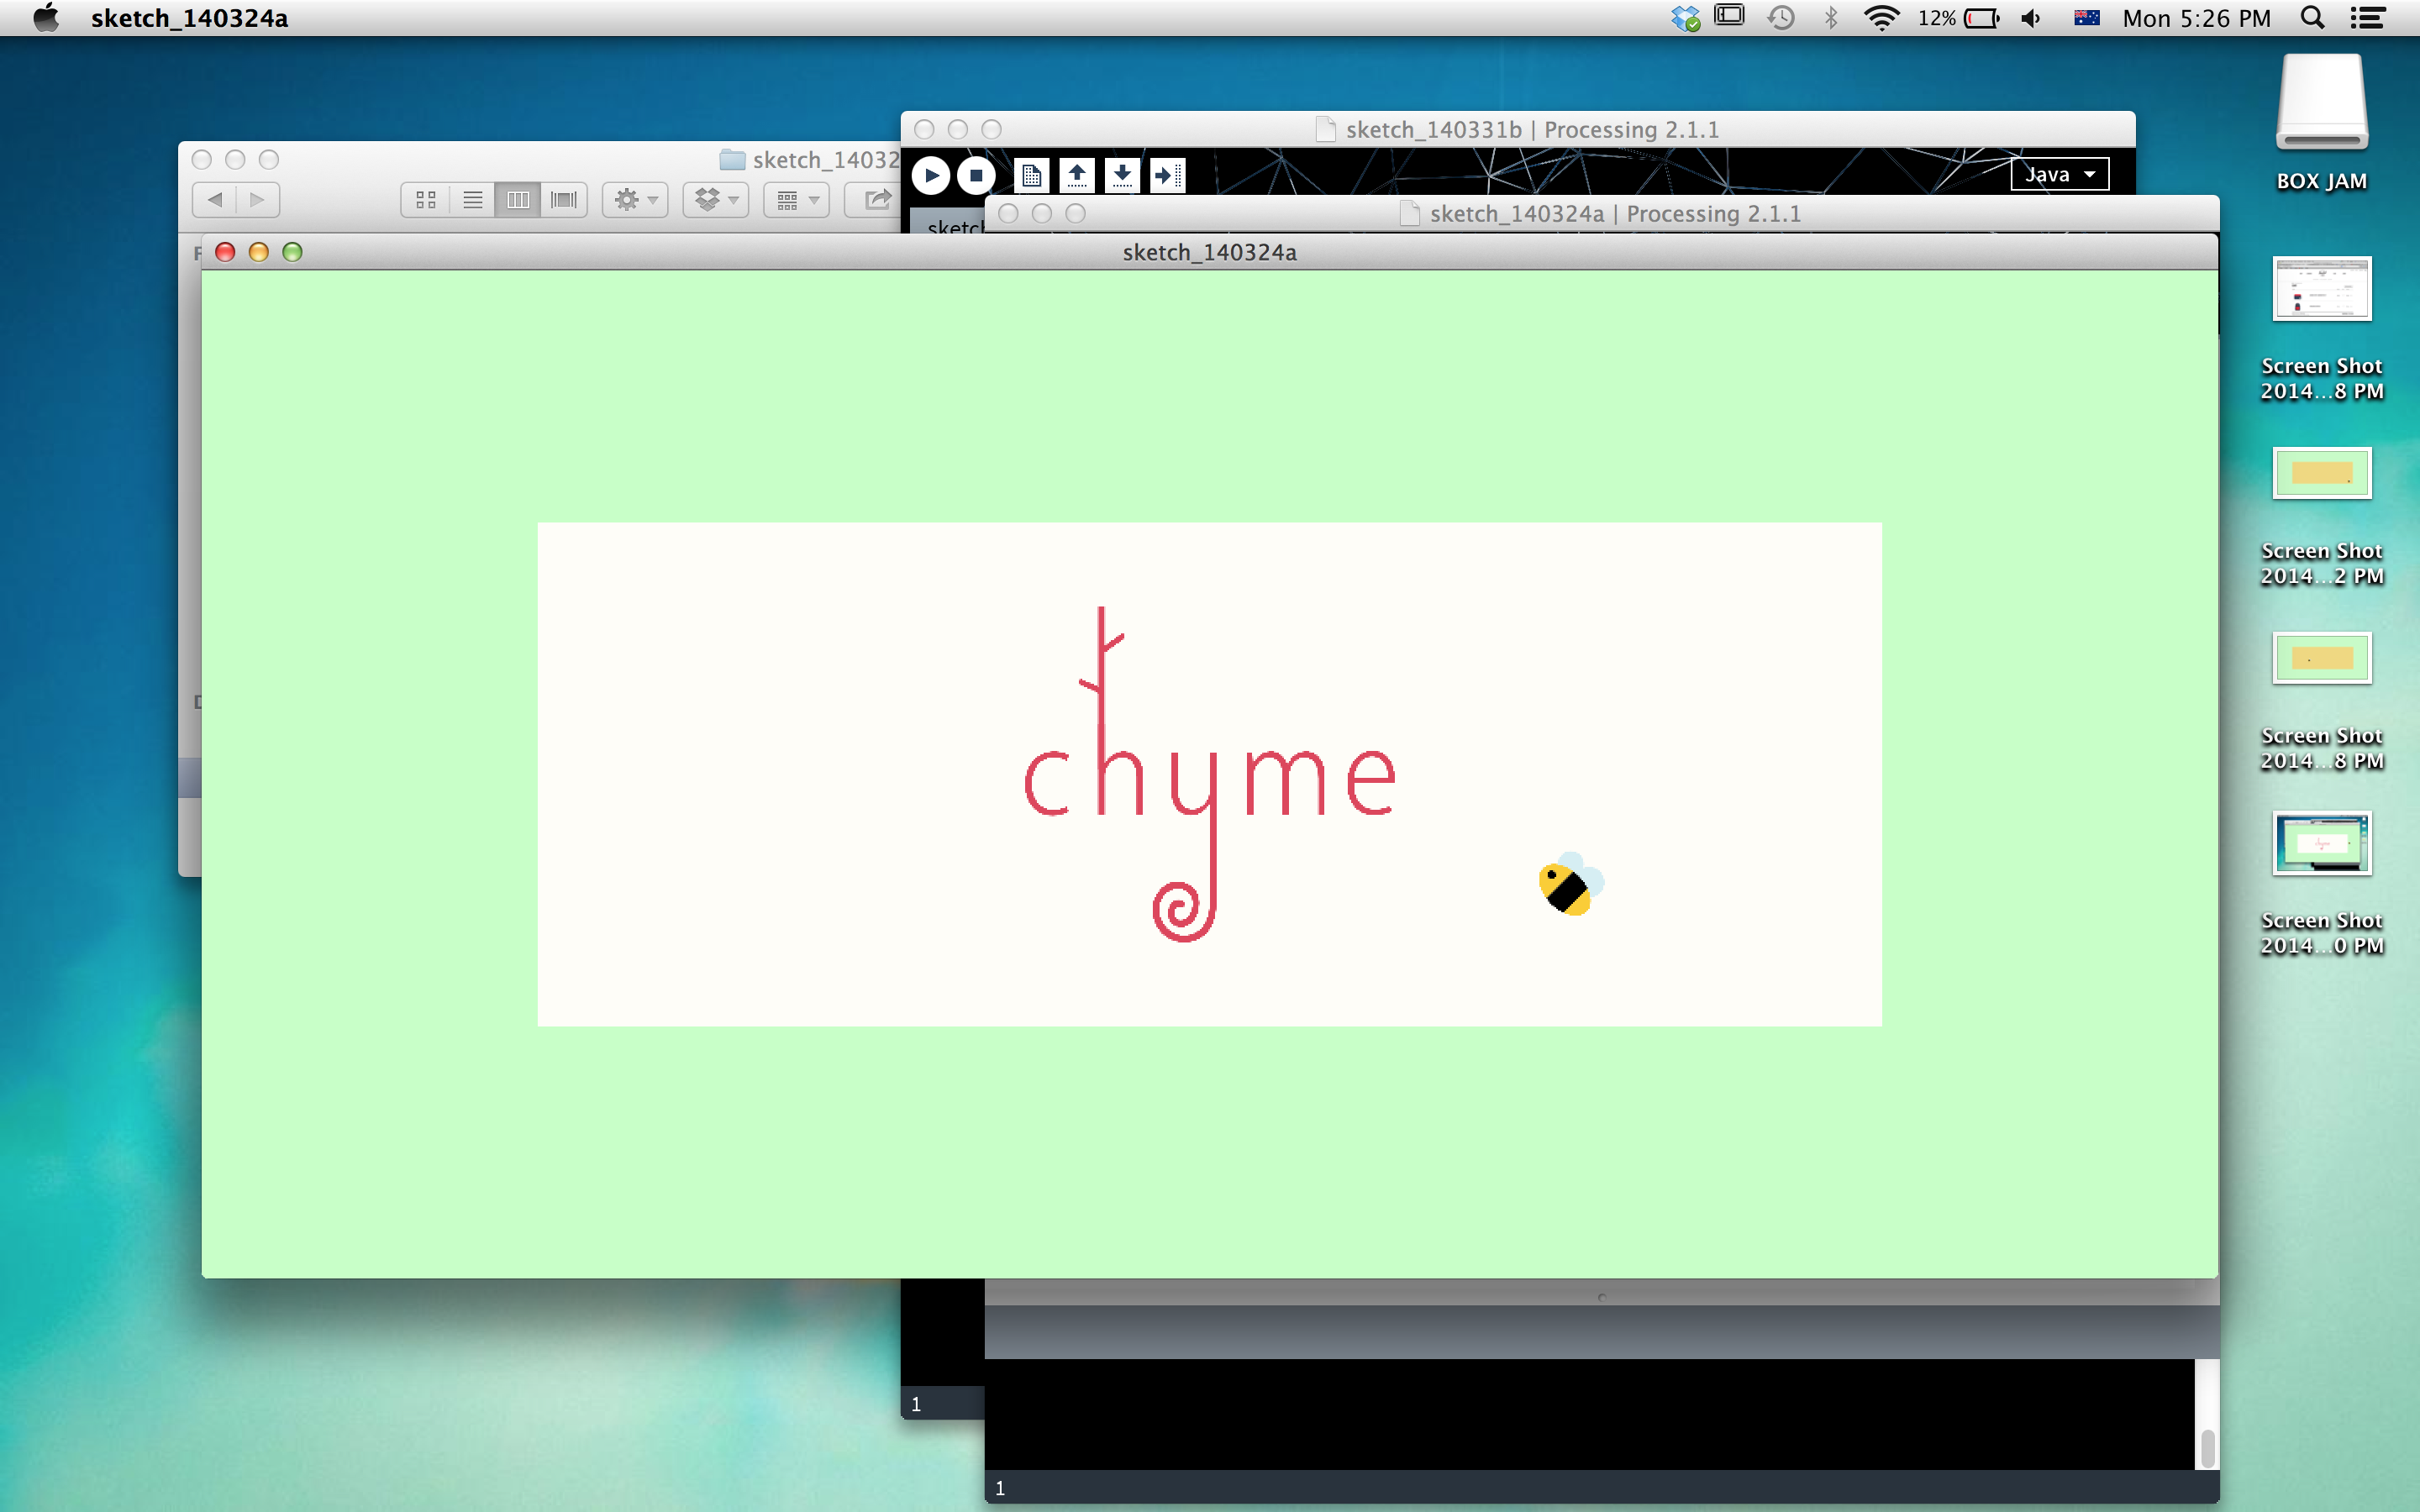 sketch_140324a
12%
Mon 5:26 PM
sketch_140331b | Processing 2.1.1
sketch_14032
Java
sketch_140324a | Processing 2.1.1
sketch_140324a
chyme
BOX JAM
Screen Shot
2014...8 PM
Screen Shot
2014...2 PM
Screen Shot
2014...8 PM
Screen Shot
2014...0 PM
1
1